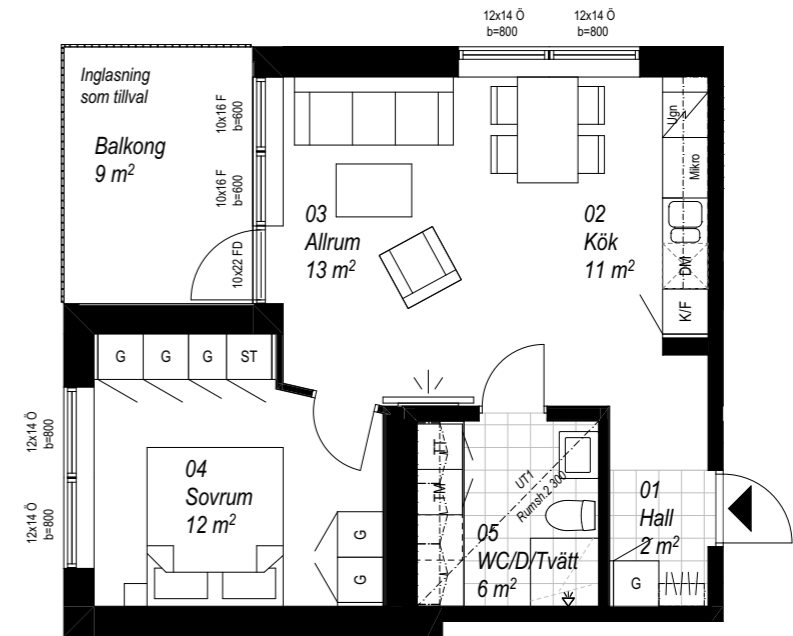 12x14 Ö
b=800
12x14 Ö
b=800
Inglasning
som tillval
Balkong
9 m²
10x16 F
b=600
10x16 F
b=600
10x22 FD
03
Allrum
13 m²
02
Kök
11 m²
Ugn
Mikro
DM
K/F
G
G
G
ST
12x14 Ö
b=800
12x14 Ö
b=800
04
Sovrum
12 m²
G
G
TT
TM
UT1
Rumsh.2 300
05
WC/D/Tvätt
6 m²
01
Hall
2 m²
G